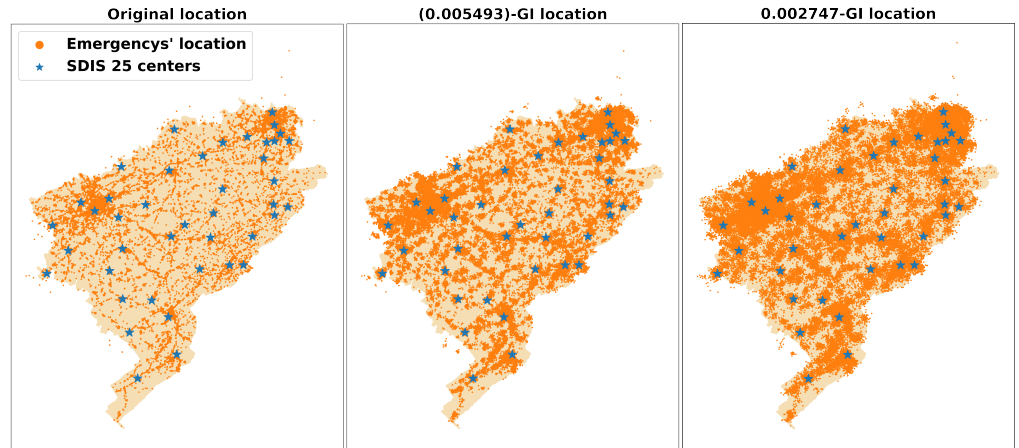 Original location
(0.005493)-GI location
0.002747-GI location
Emergencys' location
SDIS 25 centers